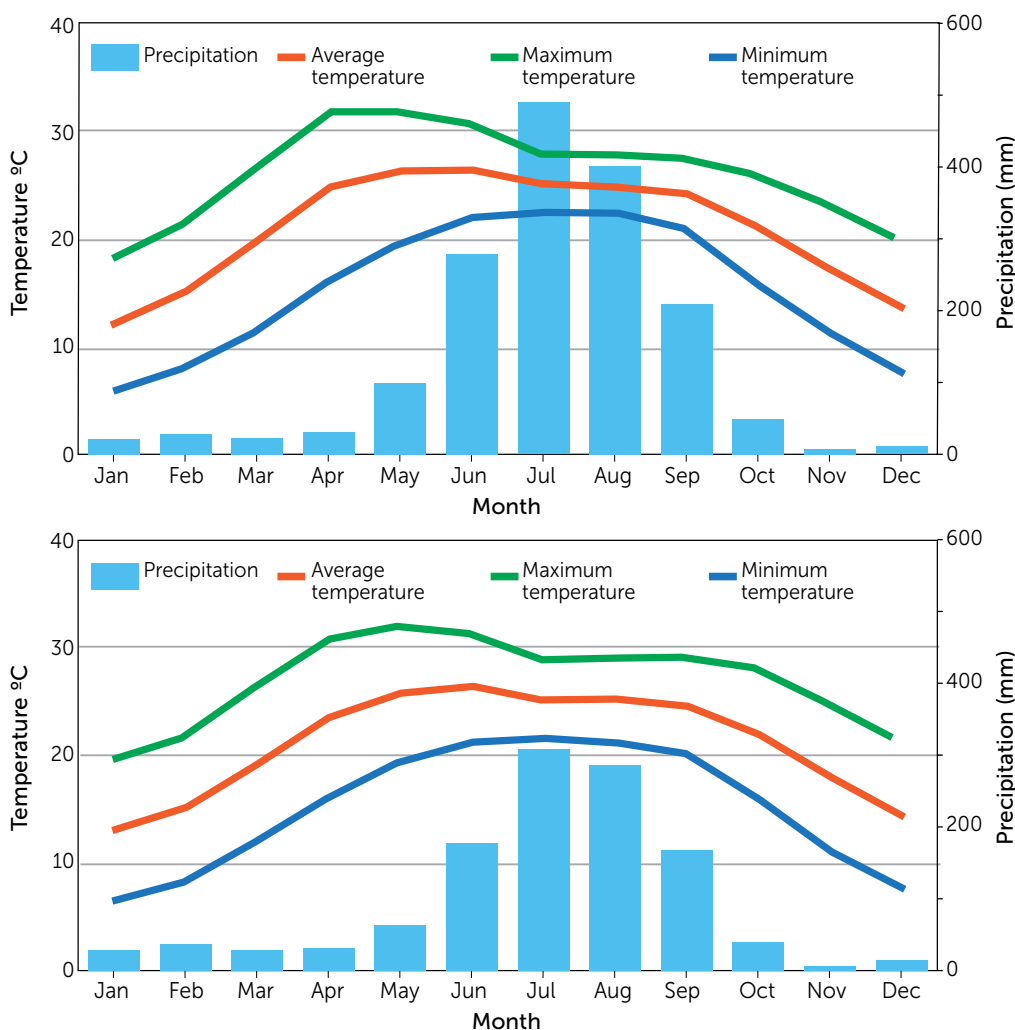 40
600
Precipitation
Average
temperature
Maximum
temperature
Minimum
temperature
30
400
20
200
10
0
0
Temperature ºC
Precipitation (mm)
Jan Feb Mar Apr May Jun Jul Aug Sep Oct Nov Dec
Month
40
600
Precipitation
Average
temperature
Maximum
temperature
Minimum
temperature
30
400
20
200
10
0
0
Temperature ºC
Precipitation (mm)
Jan Feb Mar Apr May Jun Jul Aug Sep Oct Nov Dec
Month